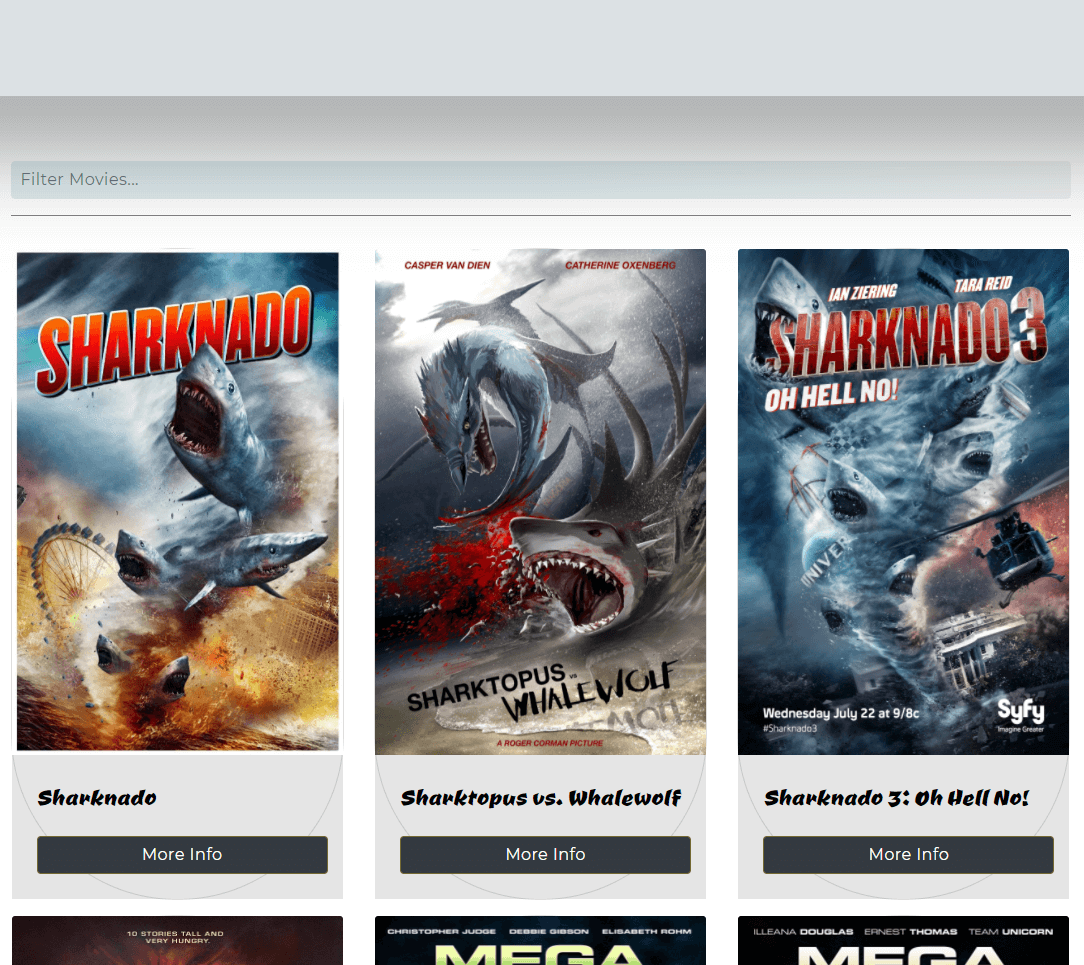 Filter Movies...
SHARKNADO
CASPER VAN DIEN
CATHERINE OXENBERG
SHARKTOPUS
VS
WHALEWOLF
A ROGER CORMAN PICTURE
IAN ZIERING
TARA REID
SHARKNADO 3
OH HELL NO!
UNIVER
Wednesday July 22 at 9/8c
#Sharknado3
Syfy
Imagine Greater
Sharknado
Sharktopus vs. Whalewolf
Sharknado 3: Oh Hell No!
More Info
More Info
More Info
10 STORIES TALL AND
VERY HUNGRY.
CHRISTOPHER JUDGE DEBBIE GIBSON ELISABETH ROHM
MEGA
ILLEANA DOUGLAS ERNEST THOMAS TEAM UNICORN
MEGA